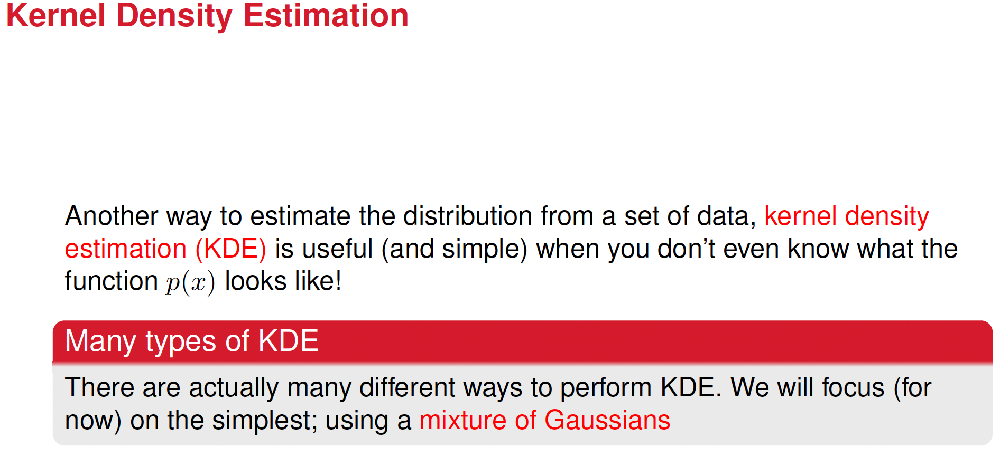 Kernel Density Estimation
Another way to estimate the distribution from a set of data, kernel density
estimation (KDE) is useful (and simple) when you don’t even know what the
function p(x) looks like!
Many types of KDE
There are actually many different ways to perform KDE. We will focus (for
now) on the simplest; using a mixture of Gaussians